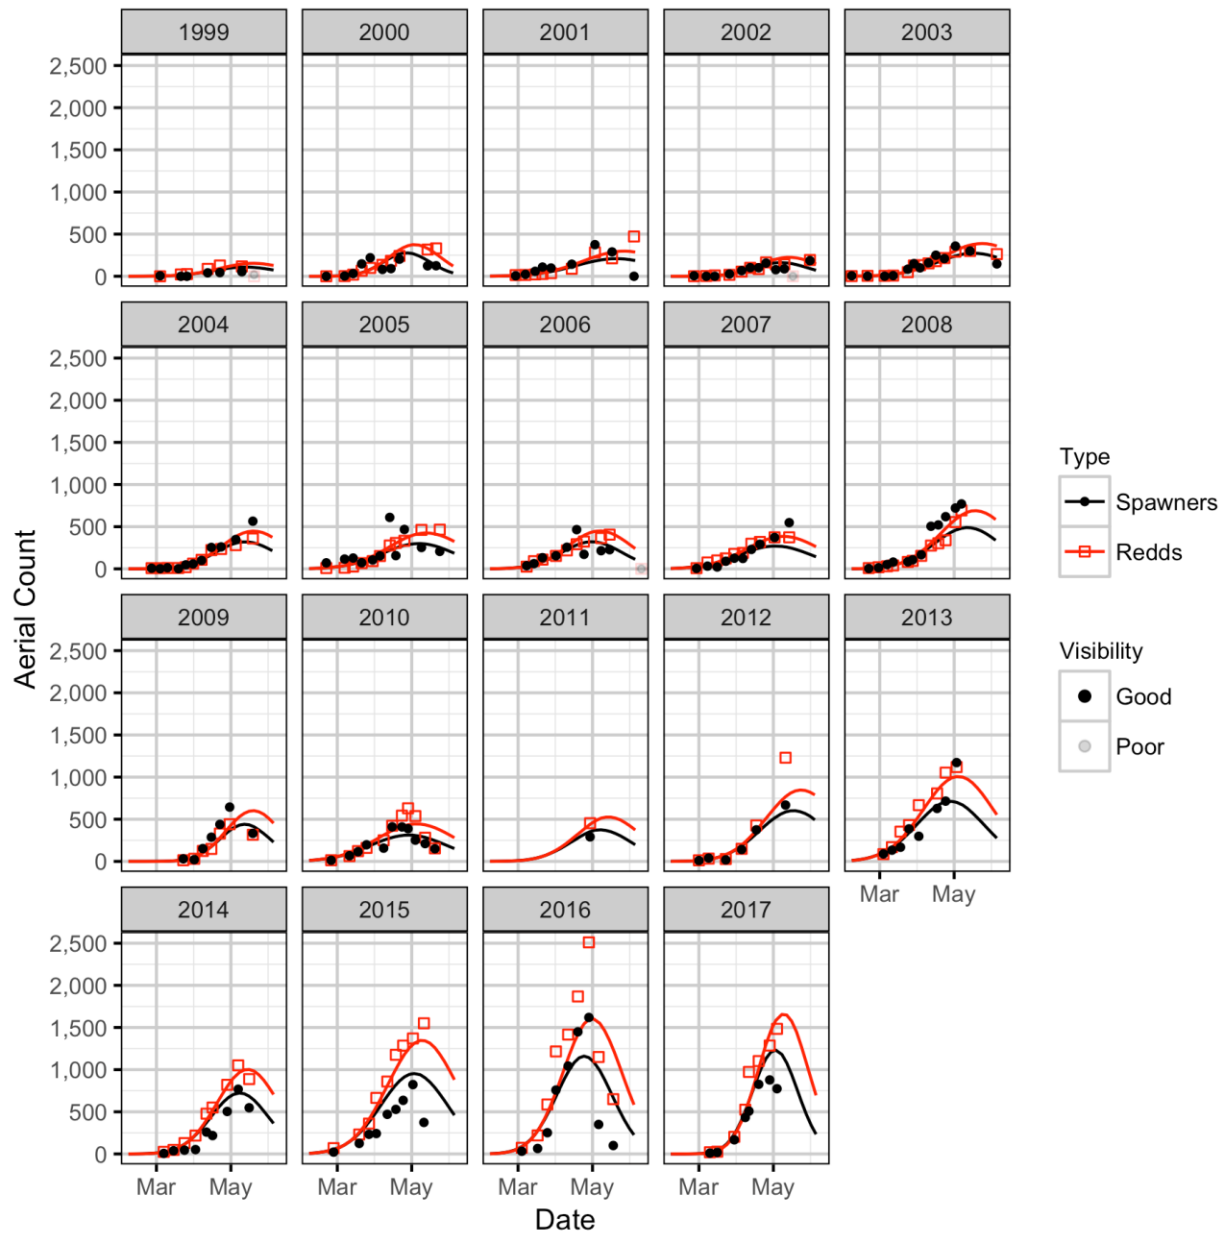 1999 2000 2001 2002 2003
2,500
2,000
1,500
1,000
500
0
2004 2005 2006 2007 2008
2,500
2,000
1,500
1,000
500
0
2009 2010 2011 2012 2013
2,500
2,000
1,500
1,000
500
0
Mar May
2014 2015 2016 2017
2,500
2,000
1,500
1,000
500
0
Mar May Mar May Mar May Mar May
Date
Aerial Count
Type
Spawners
Redds
Visibility
Good
Poor